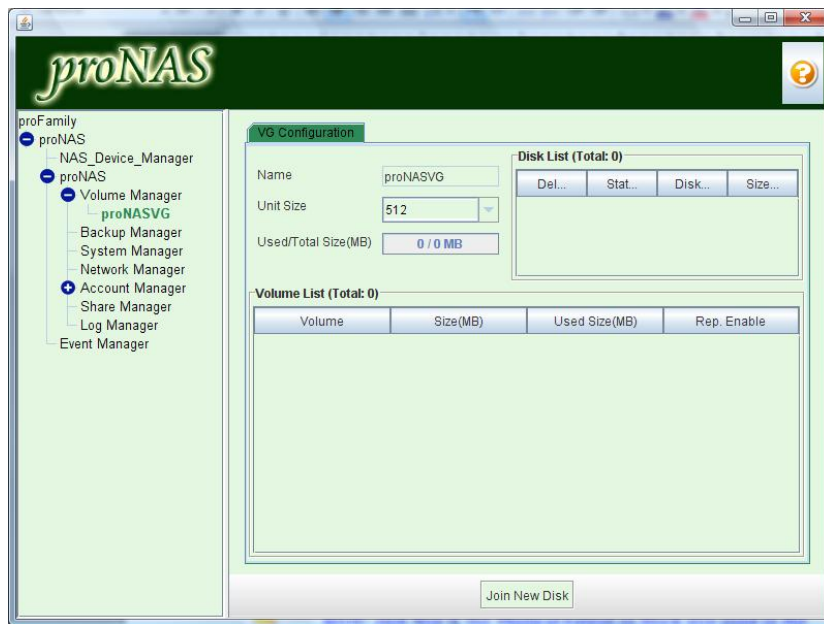 proNAS
proFamily
proNAS
NAS_Device_Manager
proNAS
Volume Manager
proNASVG
Backup Manager
System Manager
Network Manager
Account Manager
Share Manager
Log Manager
Event Manager
VG Configuration
Name
proNASVG
Unit Size
512
Used/Total Size(MB)
0 / 0 MB
Disk List (Total: 0)
Del... Stat... Disk... Size...
Volume List (Total: 0)
Volume Size(MB) Used Size(MB) Rep. Enable
Join New Disk